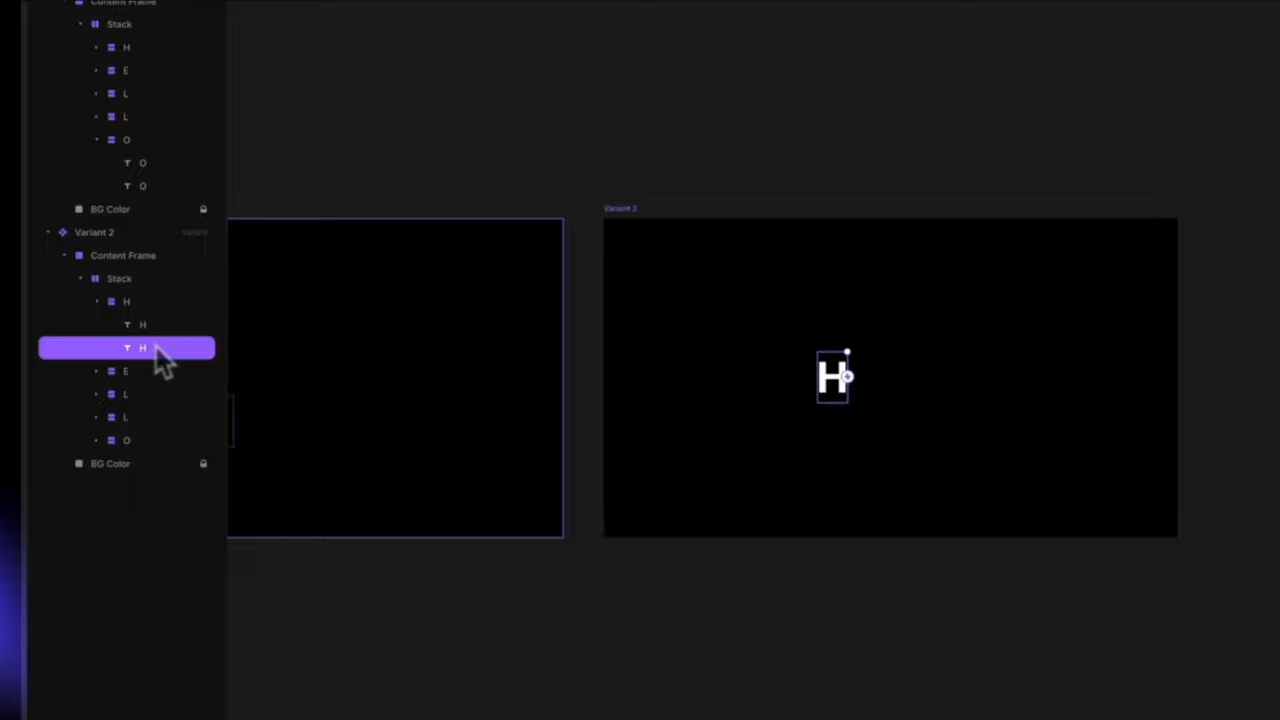 Content Frame
Stack
H
E
L
L
O
O
O
BG Color
Variant 2
Content Frame
Stack
H
H
H
E
L
L
O
BG Color
Variant 2
H